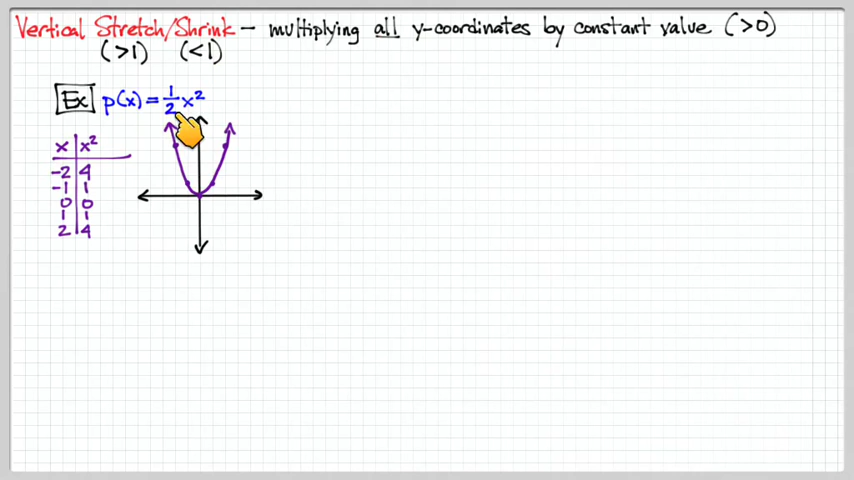 Vertical Stretch/Shrink – multiplying all y-coordinates by constant value (>0)
(>1) (<1)
Ex p(x) = 1/2 x²
x x²
-2 4
-1 1
0 0
1 1
2 4